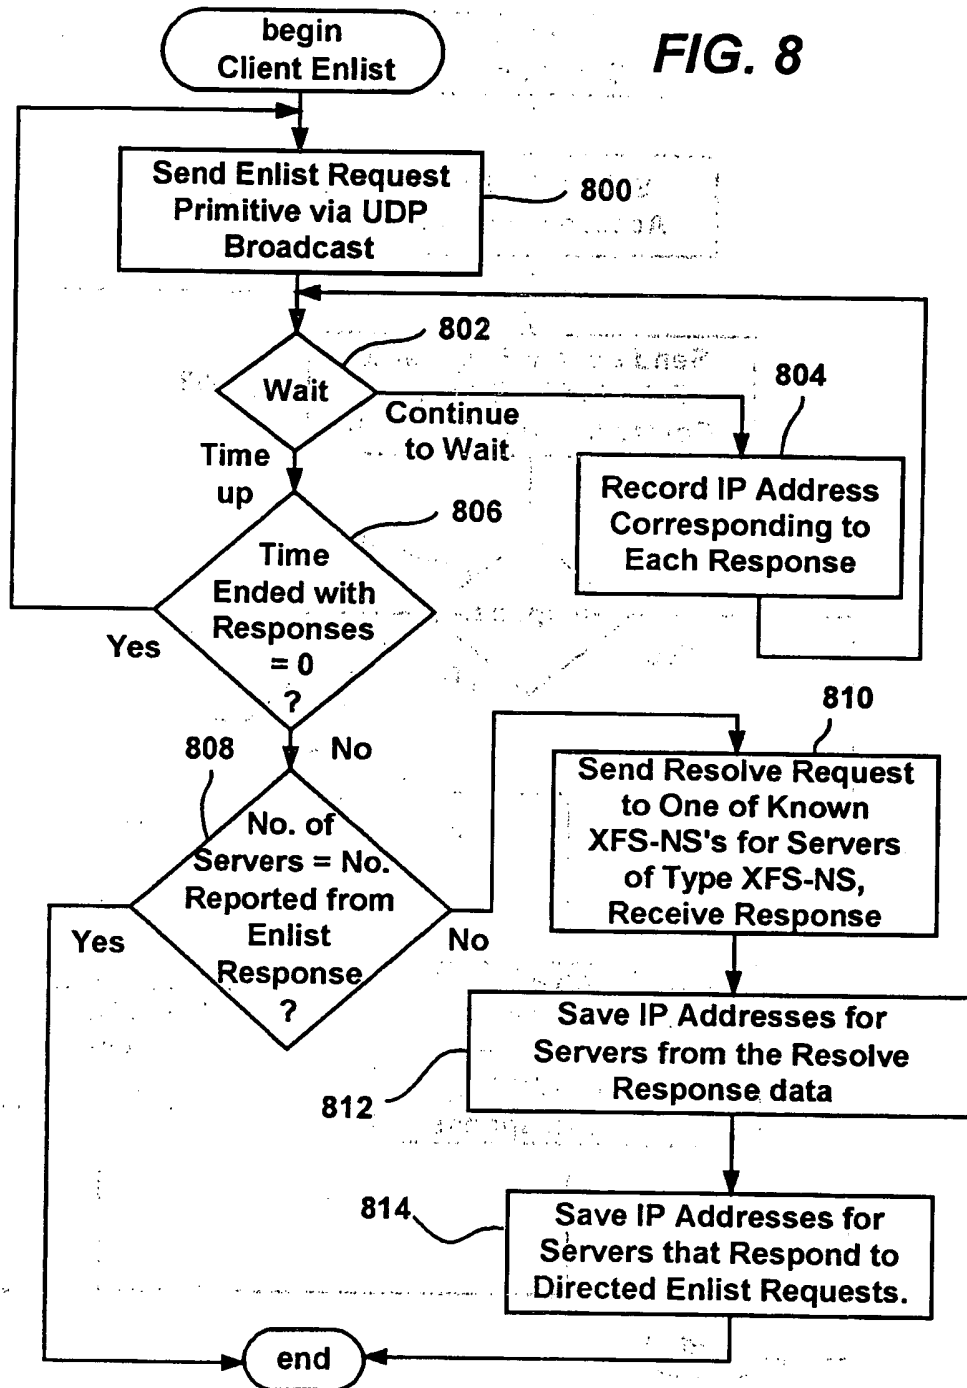 begin
Client Enlist
FIG. 8
Send Enlist Request
Primitive via UDP
Broadcast
800
802
Wait
Continue
to Wait
804
Time
up
Record IP Address
Corresponding to
Each Response
806
Time
Ended with
Responses
= 0
?
Yes
No
808
No. of
Servers = No.
Reported from
Enlist
Response
?
Yes
No
810
Send Resolve Request
to One of Known
XFS-NS's for Servers
of Type XFS-NS,
Receive Response
Save IP Addresses for
Servers from the Resolve
Response data
812
814
Save IP Addresses for
Servers that Respond to
Directed Enlist Requests.
end